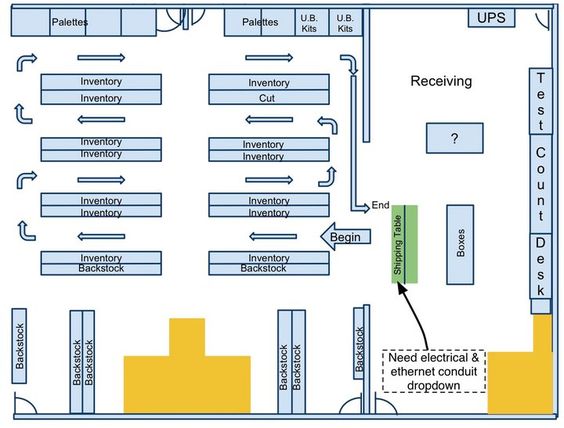 Palettes
Palettes
U.B.
Kits
U.B.
Kits
UPS
Receiving
Inventory
Inventory
Inventory
Cut
Test
Count
Desk
?
Inventory
Inventory
Inventory
Inventory
Inventory
Inventory
Inventory
Inventory
End
Begin
Shipping Table
Boxes
Inventory
Backstock
Inventory
Backstock
Backstock
Backstock
Backstock
Backstock
Backstock
Backstock
Need electrical &
ethernet conduit
dropdown